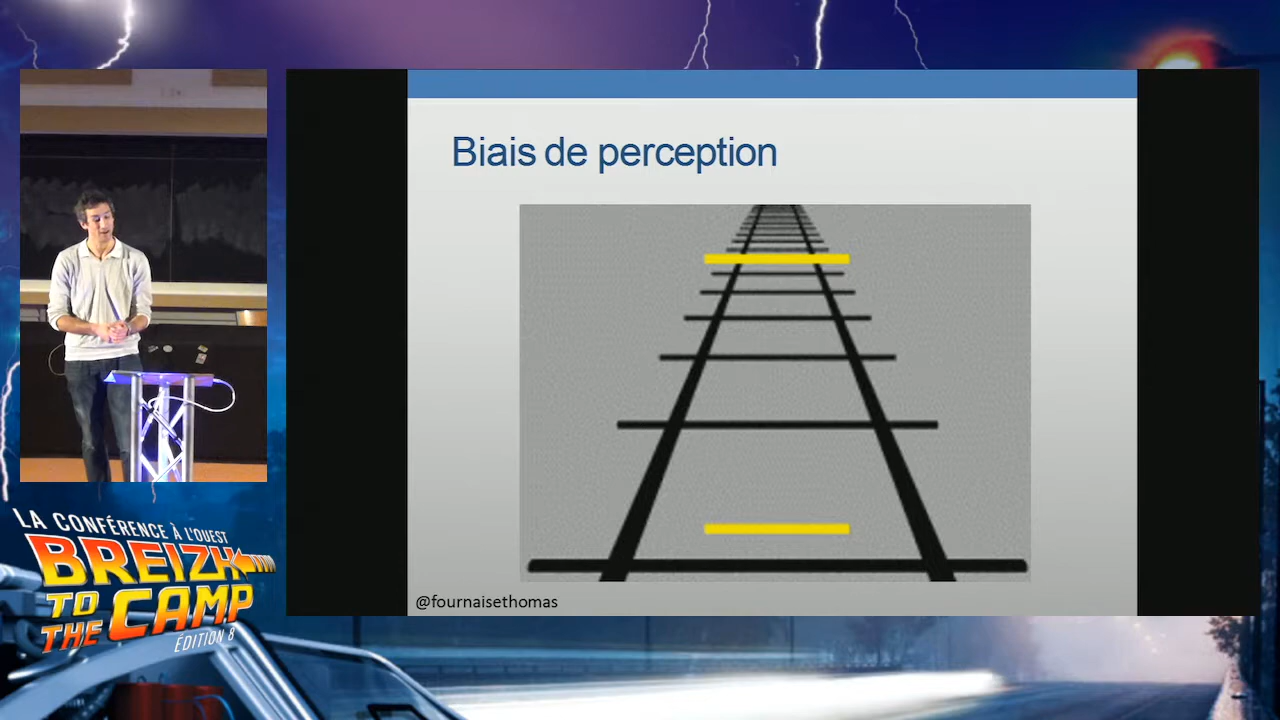 Biais de perception
@fournaisethomas
LA CONFÉRENCE À L'OUEST
BREIZH
TO
THE CAMP
ÉDITION 8